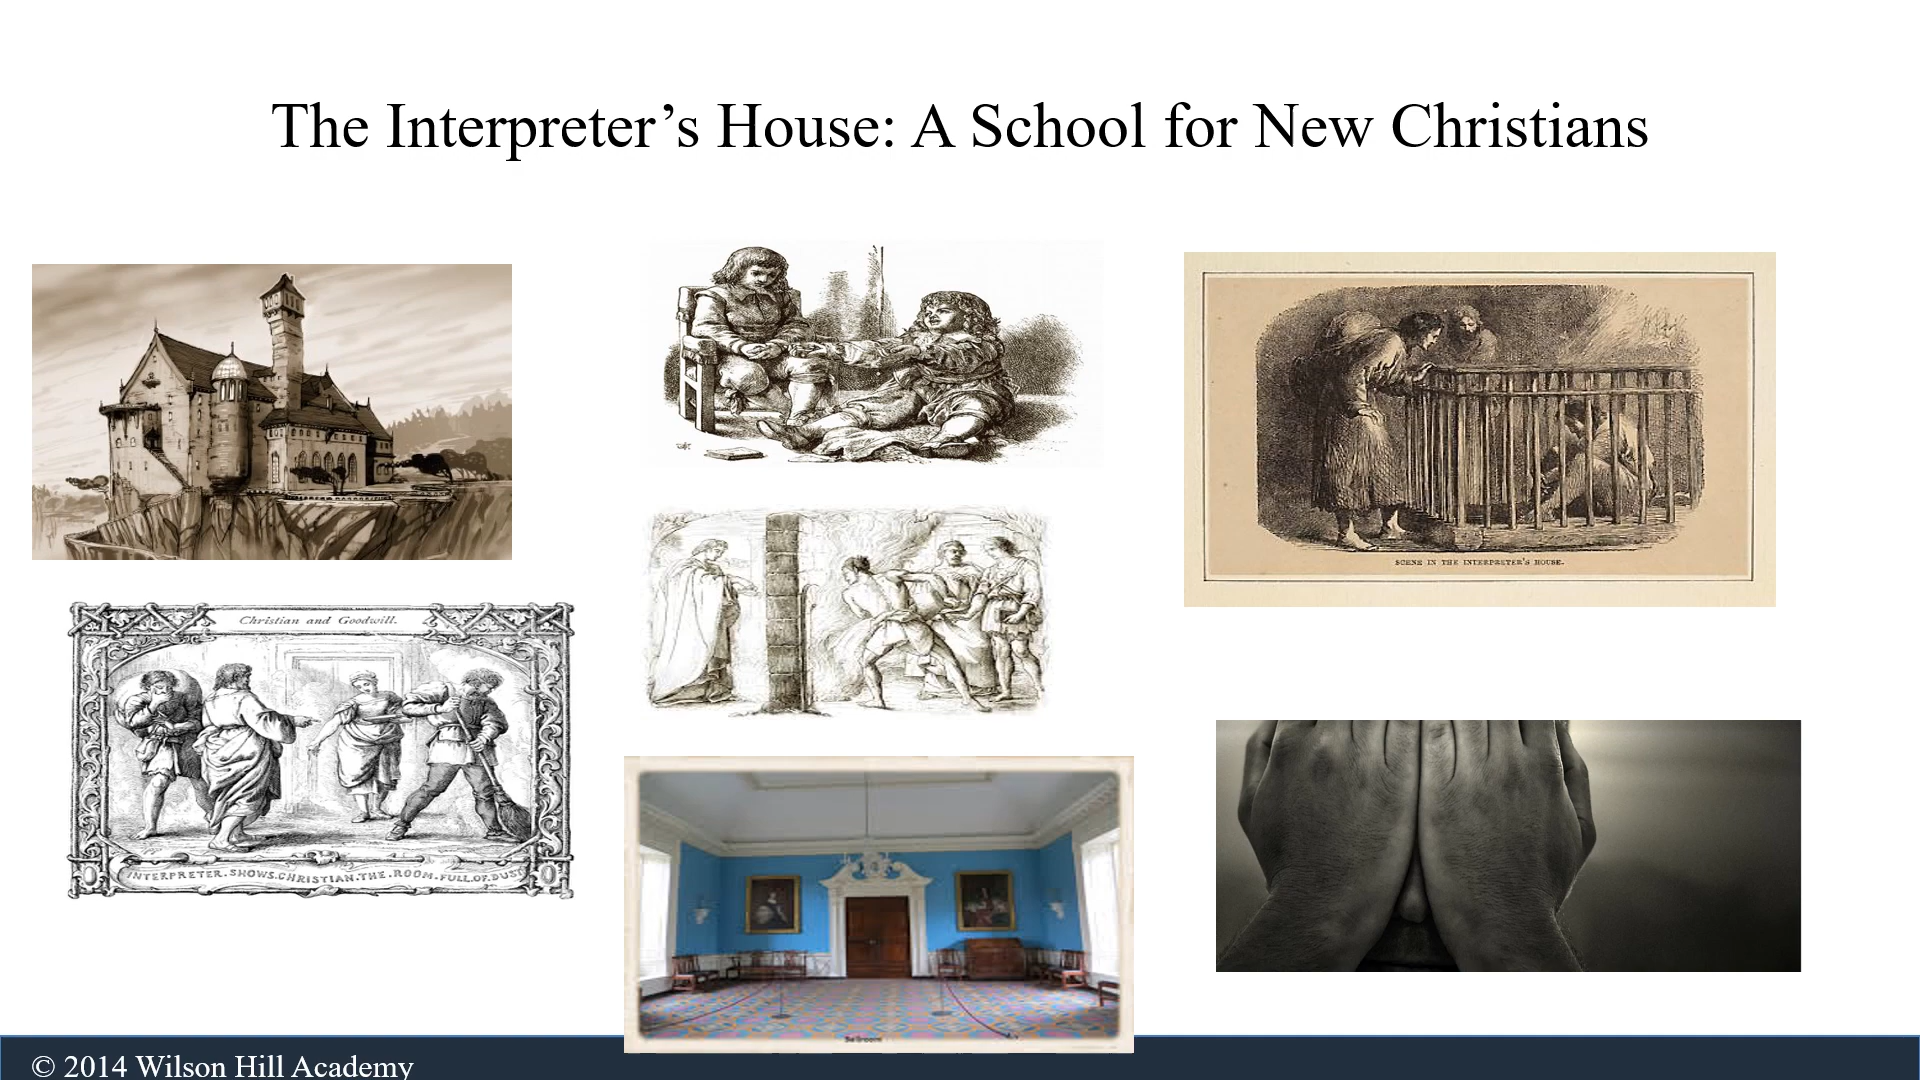 The Interpreter’s House: A School for New Christians
SCENE IN THE INTERPRETER'S HOUSE.
Christian and Goodwill.
INTERPRETER.SHOWS.CHRISTIAN.THE.ROOM.FULL.OF.DUST
Ballroom
© 2014 Wilson Hill Academy